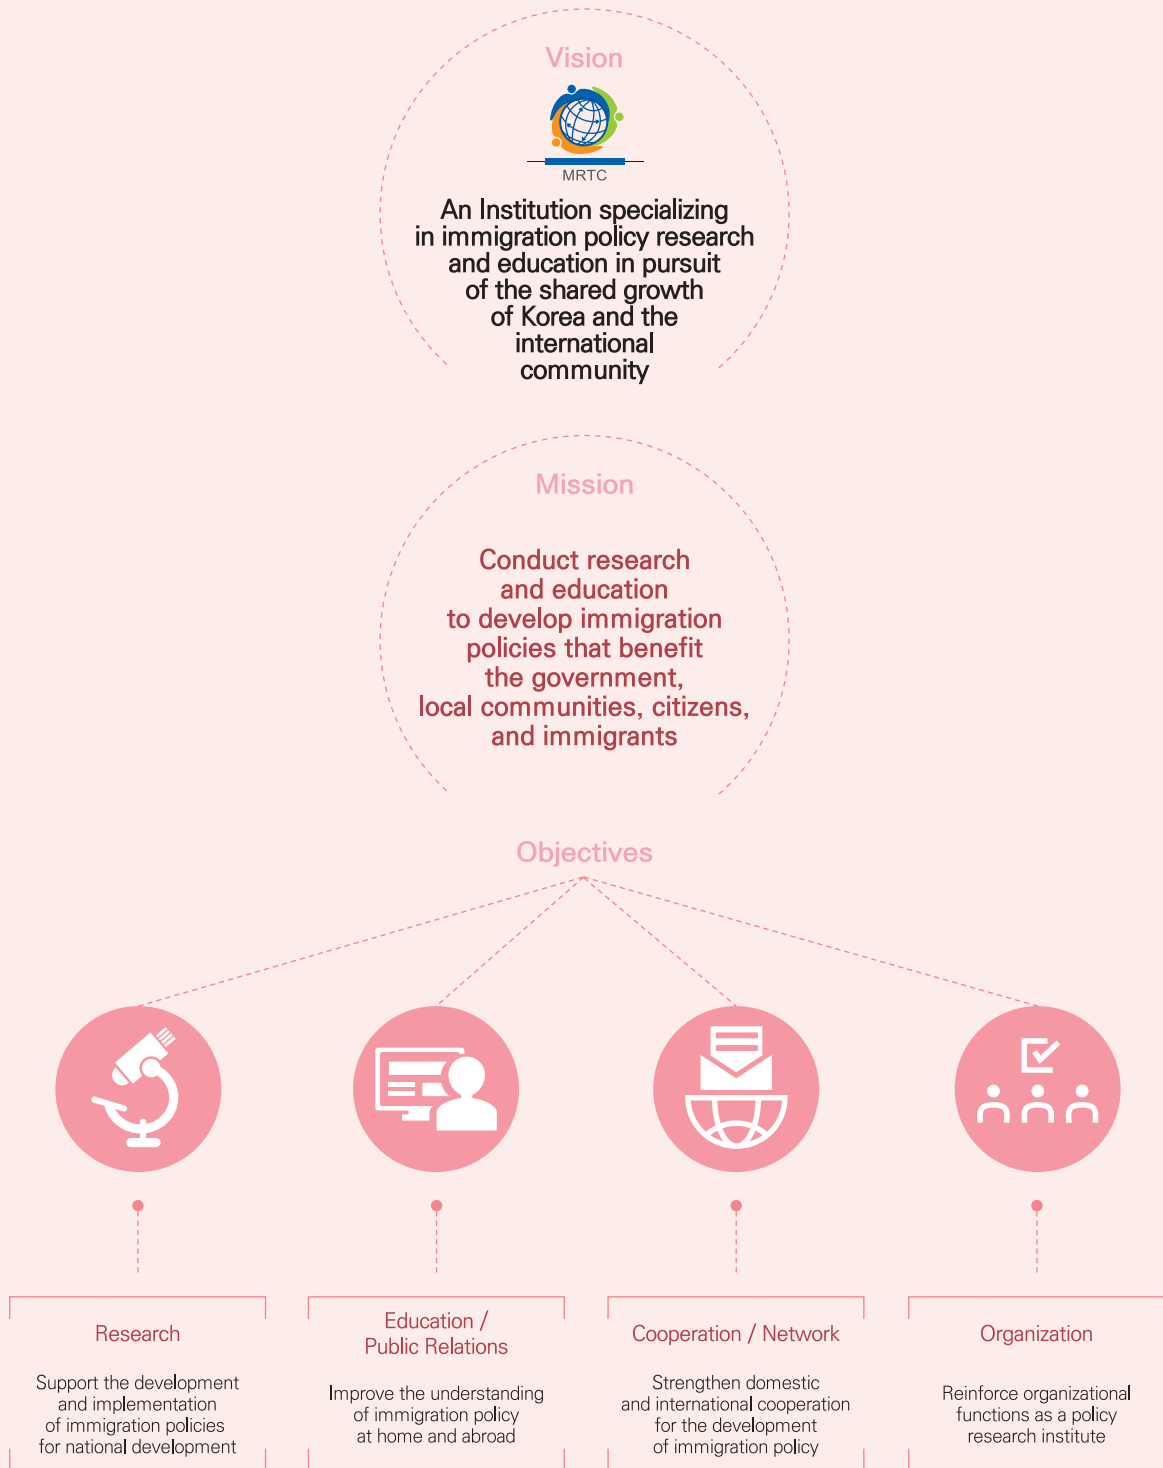 Vision
MRTC
An Institution specializing
in immigration policy research
and education in pursuit
of the shared growth
of Korea and the
international
community
Mission
Conduct research
and education
to develop immigration
policies that benefit
the government,
local communities, citizens,
and immigrants
Objectives
Research
Support the development
and implementation
of immigration policies
for national development
Education /
Public Relations
Improve the understanding
of immigration policy
at home and abroad
Cooperation / Network
Strengthen domestic
and international cooperation
for the development
of immigration policy
Organization
Reinforce organizational
functions as a policy
research institute